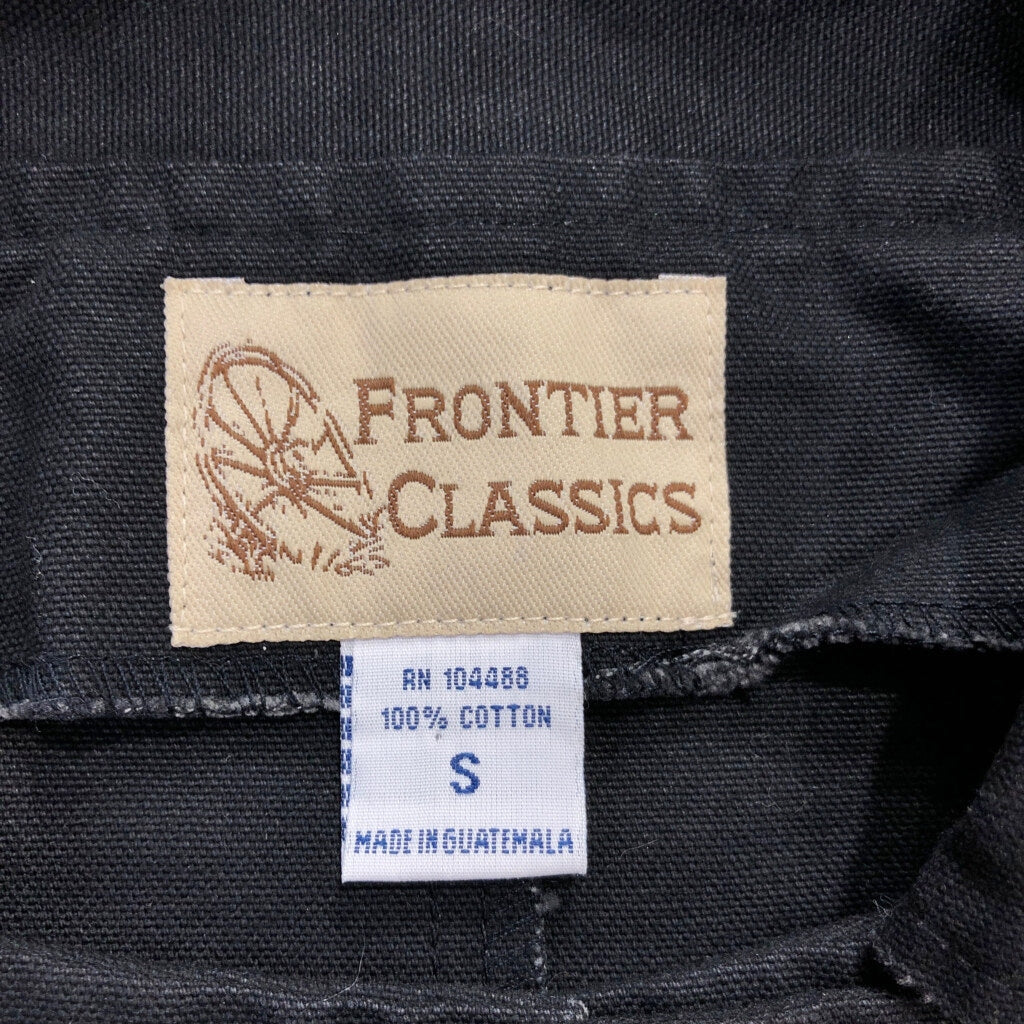 FRONTIER
CLASSICS
RN 104488
100% COTTON
S
MADE IN GUATEMALA